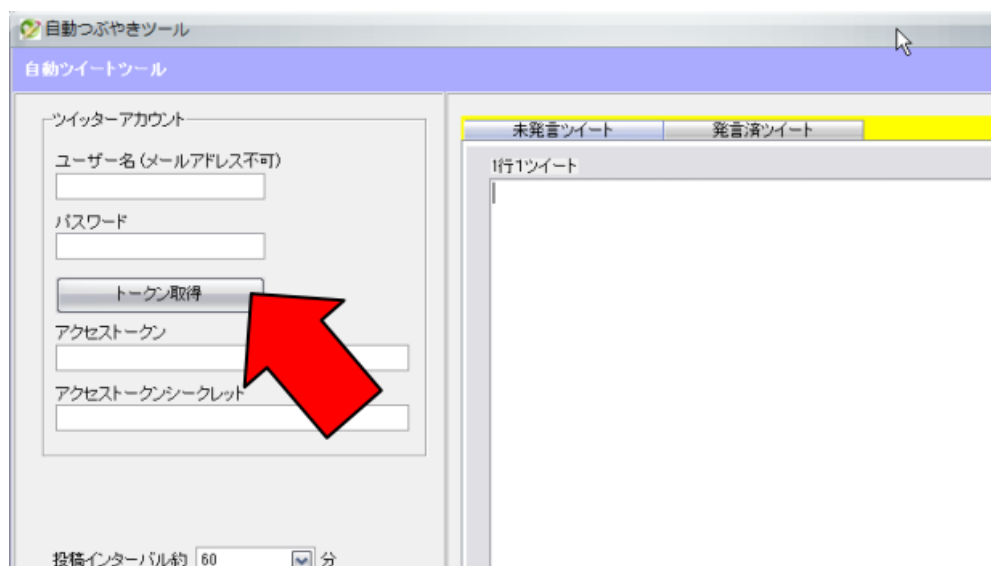 自動つぶやきツール
自動ツイートツール
ツイッターアカウント
ユーザー名(メールアドレス不可)
パスワード
トークン取得
アクセストークン
アクセストークンシークレット
投稿インターバル約 60 分
未発言ツイート 発言済ツイート
1行1ツイート